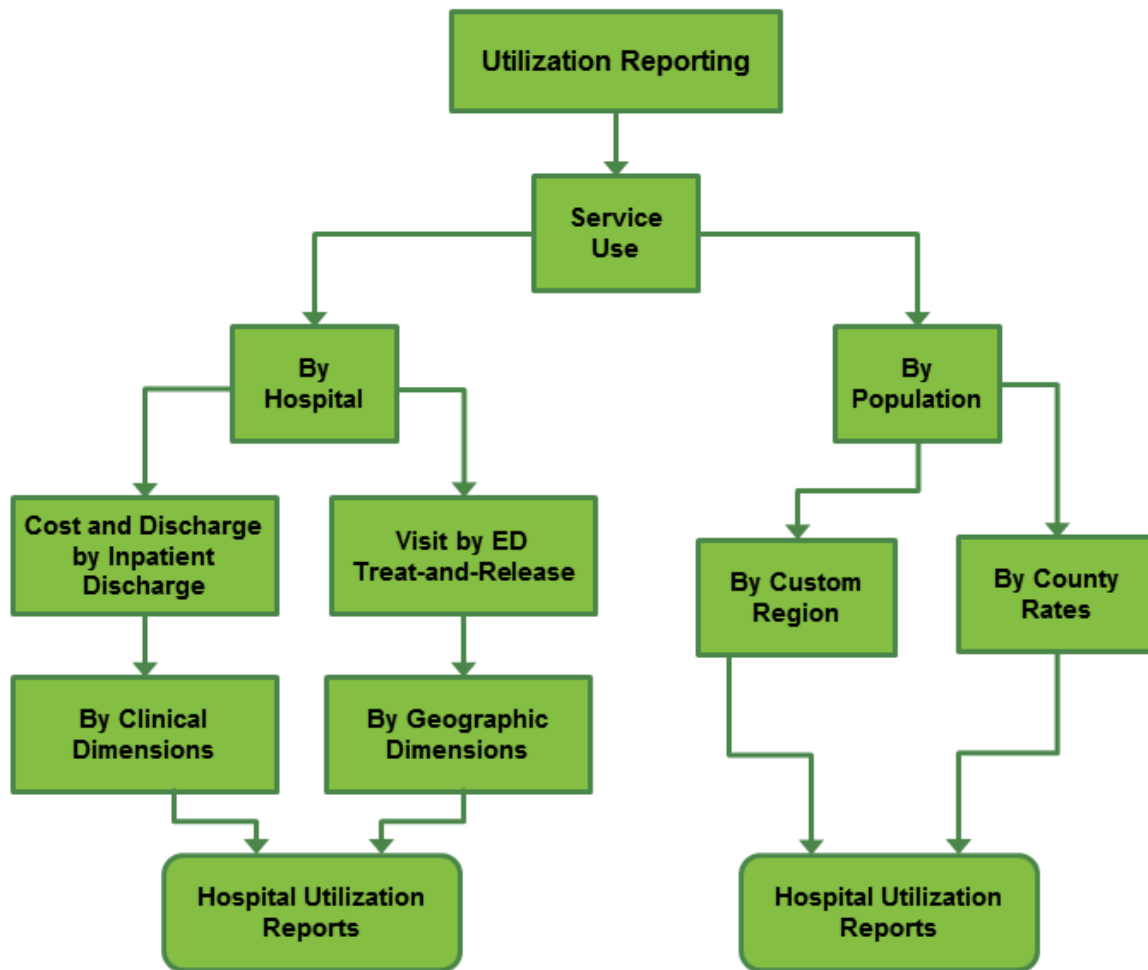 Utilization Reporting
Service
Use
By
Hospital
By
Population
Cost and Discharge
by Inpatient
Discharge
Visit by ED
Treat-and-Release
By Custom
Region
By County
Rates
By Clinical
Dimensions
By Geographic
Dimensions
Hospital Utilization
Reports
Hospital Utilization
Reports